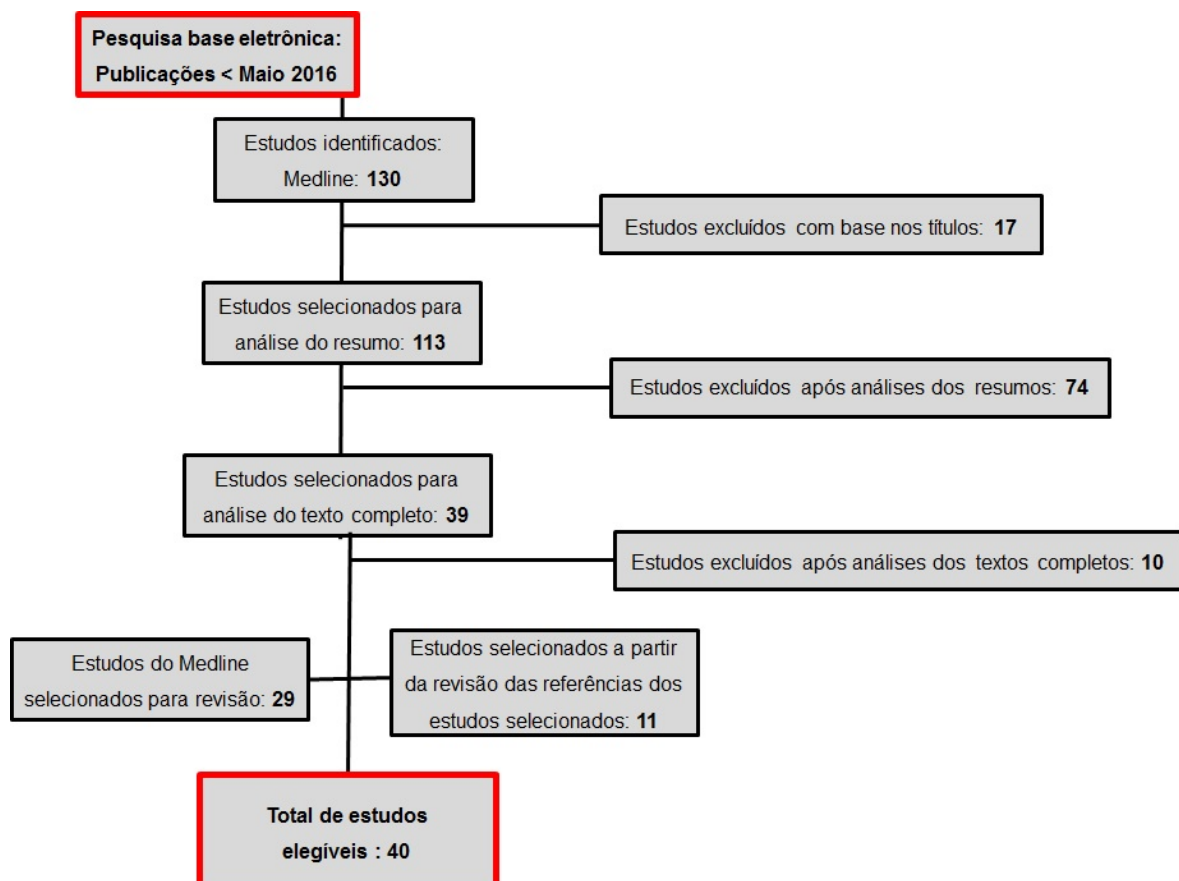 Pesquisa base eletrônica:
Publicações < Maio 2016
Estudos identificados:
Medline: 130
Estudos excluídos com base nos títulos: 17
Estudos selecionados para
análise do resumo: 113
Estudos excluídos após análises dos resumos: 74
Estudos selecionados para
análise do texto completo: 39
Estudos excluídos após análises dos textos completos: 10
Estudos do Medline
selecionados para revisão: 29
Estudos selecionados a partir
da revisão das referências dos
estudos selecionados: 11
Total de estudos
elegíveis : 40